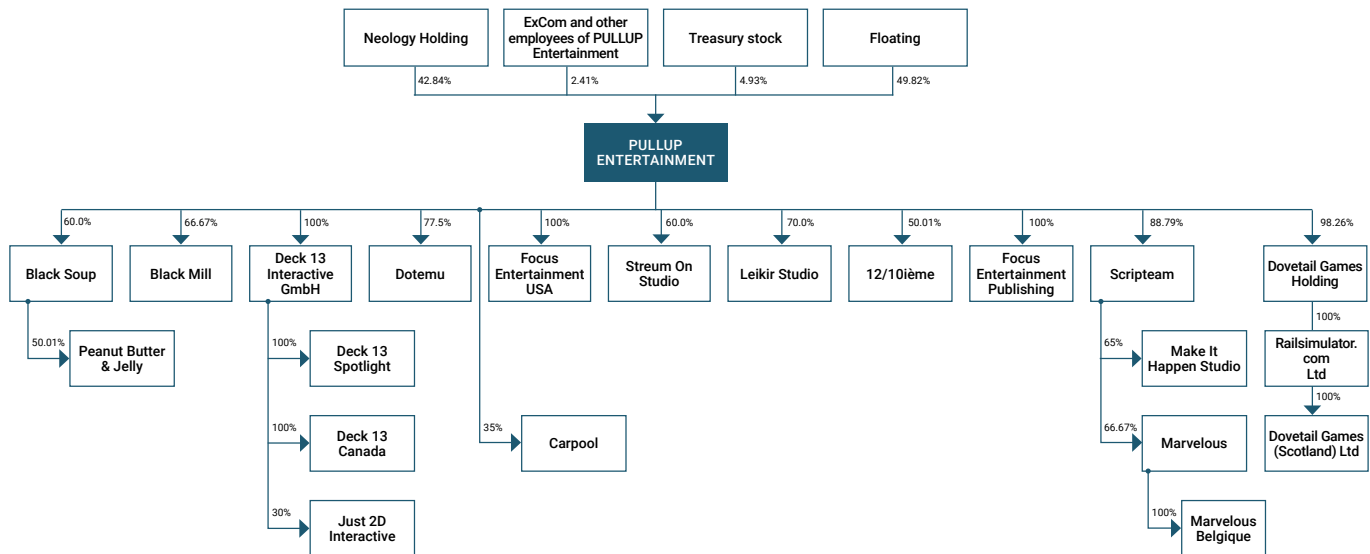 Neology Holding
ExCom and other
employees of PULLUP
Entertainment
Treasury stock
Floating
42.84%
2.41%
4.93%
49.82%
PULLUP
ENTERTAINMENT
60.0%
66.67%
100%
77.5%
100%
60.0%
70.0%
50.01%
100%
88.79%
98.26%
Black Soup
Black Mill
Deck 13
Interactive
GmbH
Dotemu
Focus
Entertainment
USA
Streum On
Studio
Leikir Studio
12/10ième
Focus
Entertainment
Publishing
Scripteam
Dovetail Games
Holding
50.01%
Peanut Butter
& Jelly
100%
Deck 13
Spotlight
65%
Make It
Happen Studio
100%
Railsimulator.
com
Ltd
100%
Deck 13
Canada
35%
Carpool
66.67%
Marvelous
100%
Dovetail Games
(Scotland) Ltd
30%
Just 2D
Interactive
100%
Marvelous
Belgique